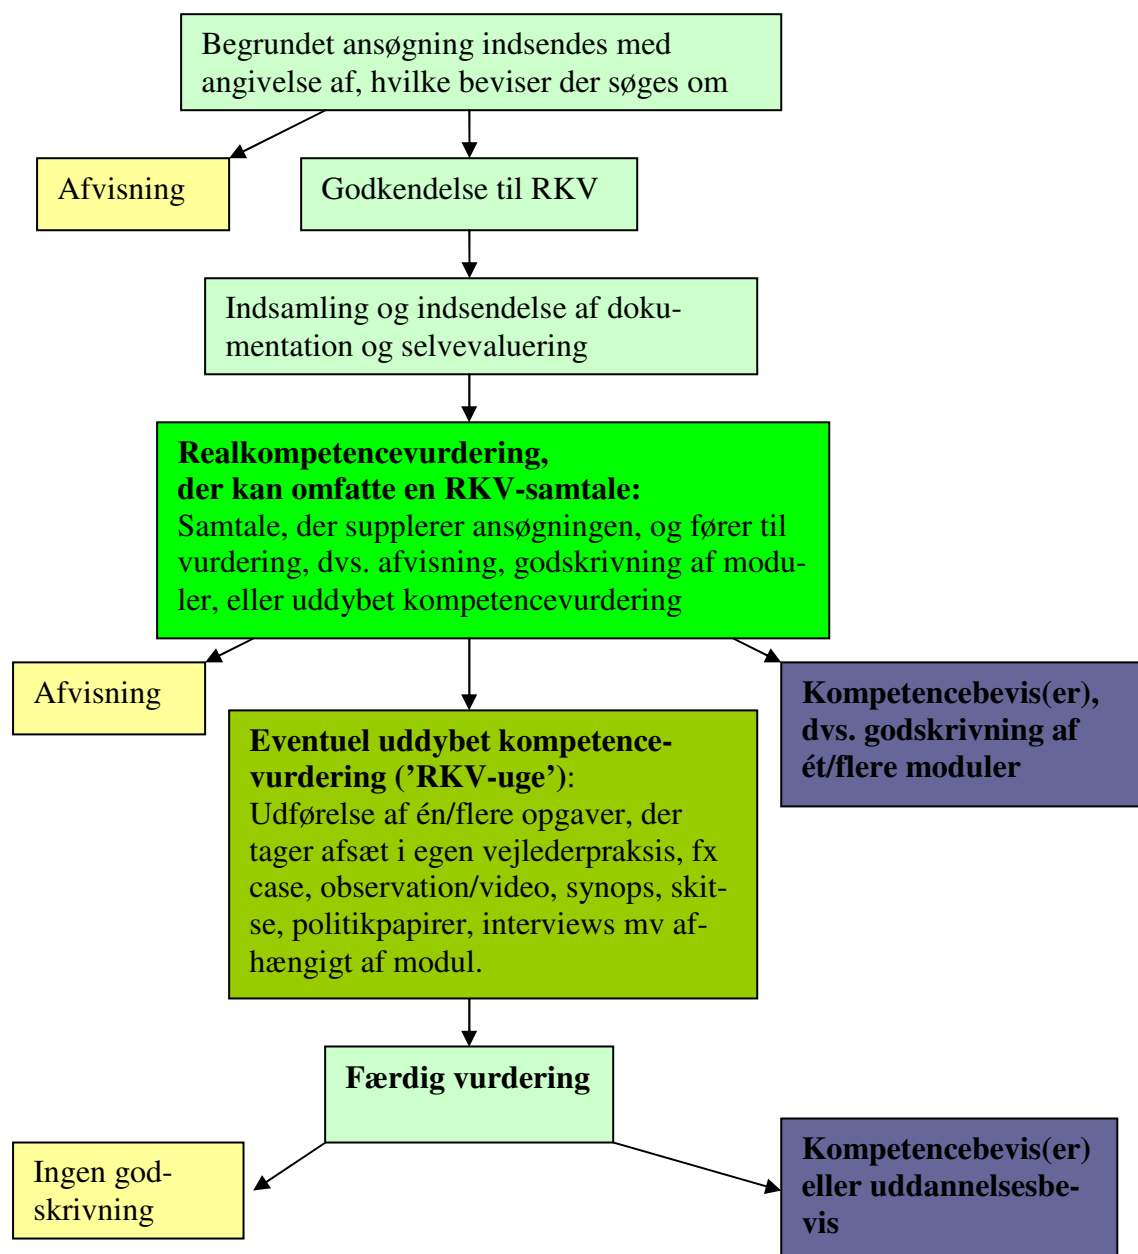 Begrundet ansøgning indsendes med
angivelse af, hvilke beviser der søges om
Afvisning
Godkendelse til RKV
Indsamling og indsendelse af doku-
mentation og selvevaluering
Realkompetencevurdering,
der kan omfatte en RKV-samtale:
Samtale, der supplerer ansøgningen, og fører til
vurdering, dvs. afvisning, godskrivning af modu-
ler, eller uddybet kompetencevurdering
Afvisning
Kompetencebevis(er),
dvs. godskrivning af
ét/flere moduler
Eventuel uddybet kompetence-
vurdering (’RKV-uge’):
Udførelse af én/flere opgaver, der
tager afsæt i egen vejlederpraksis, fx
case, observation/video, synops, skit-
se, politikpapirer, interviews mv af-
hængigt af modul.
Færdig vurdering
Ingen god-
skrivning
Kompetencebevis(er)
eller uddannelsesbe-
vis